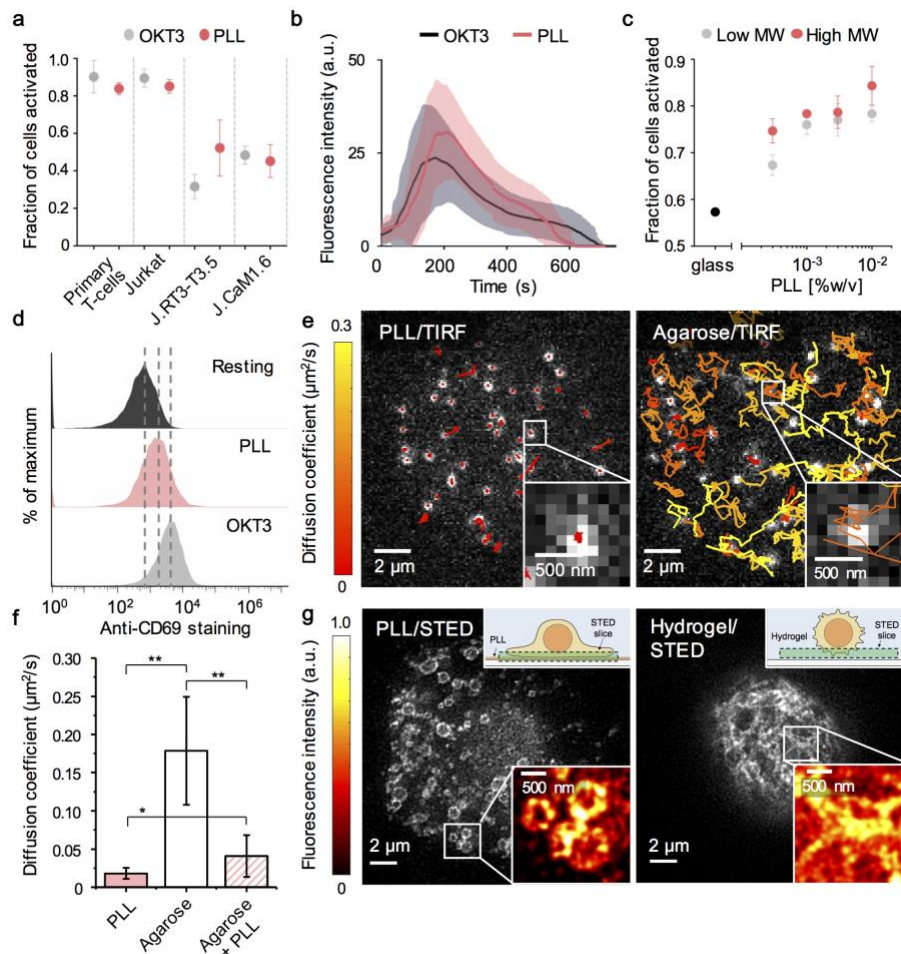 a
OKT3 PLL
Fraction of cells activated
1.0
0.8
0.6
0.4
0.2
0
Primary
T-cells
Jurkat
J.RT3-T3.5
J.CaM1.6
b
OKT3 PLL
Fluorescence intensity (a.u.)
50
25
0
0 200 400 600
Time (s)
c
Low MW High MW
Fraction of cells activated
1.0
0.9
0.8
0.7
0.6
0.5
glass 10-3 10-2
PLL [%w/v]
d
Resting
PLL
OKT3
% of maximum
100 102 104 106
Anti-CD69 staining
e
0.3
Diffusion coefficient (µm2/s)
0
PLL/TIRF
2 µm
500 nm
Agarose/TIRF
2 µm
500 nm
f
Diffusion coefficient (µm2/s)
0.30
0.25
0.20
0.15
0.10
0.05
0
**
**
*
PLL
Agarose
Agarose
+ PLL
g
1.0
Fluorescence intensity (a.u.)
0
PLL/STED
PLL
STED
slice
500 nm
2 µm
Hydrogel/
STED
Hydrogel
STED
slice
500 nm
2 µm